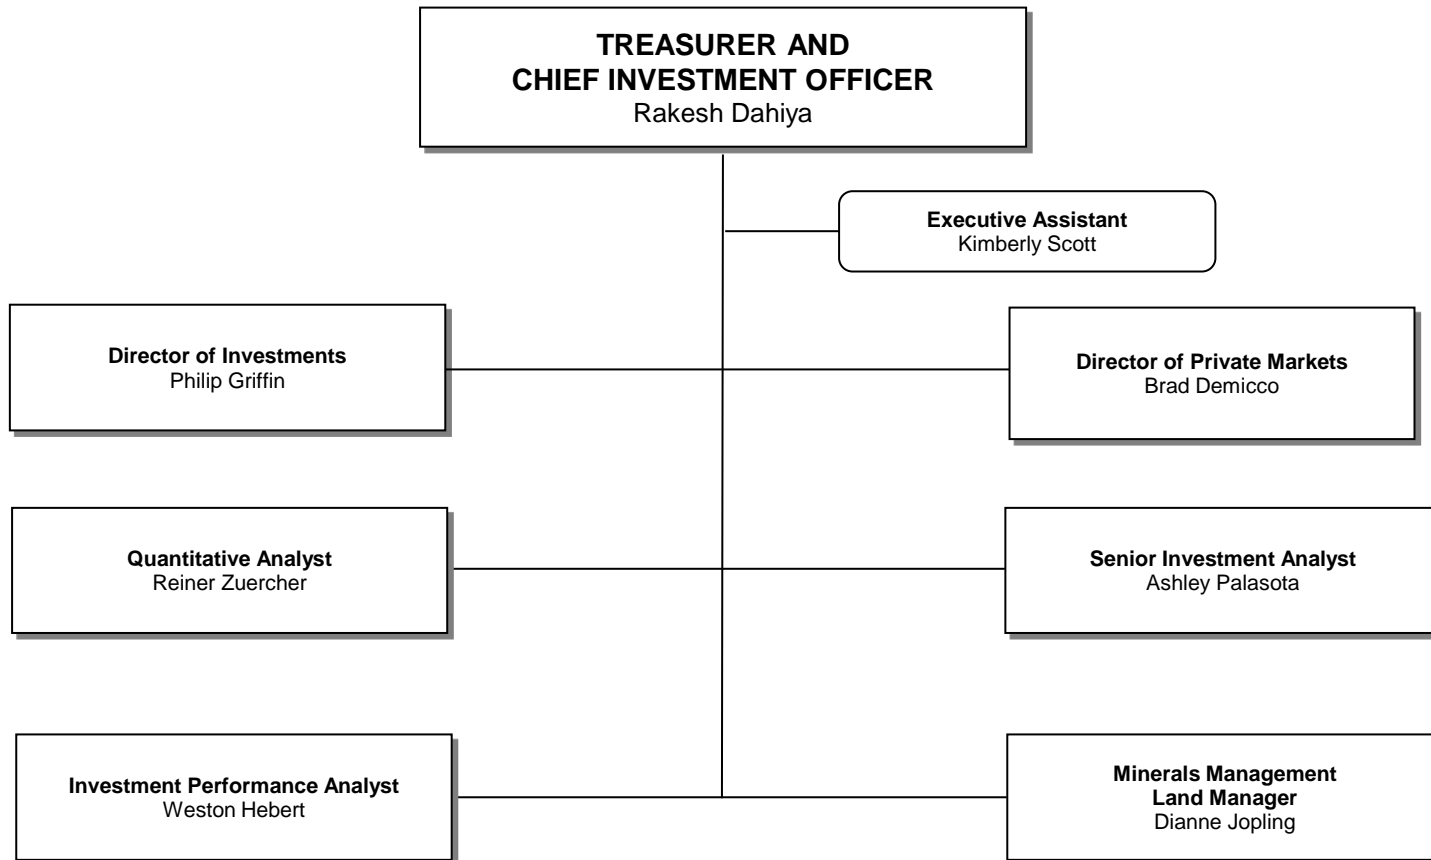 TREASURER AND
CHIEF INVESTMENT OFFICER
Rakesh Dahiya
Executive Assistant
Kimberly Scott
Director of Investments
Philip Griffin
Director of Private Markets
Brad Demicco
Quantitative Analyst
Reiner Zuercher
Senior Investment Analyst
Ashley Palasota
Investment Performance Analyst
Weston Hebert
Minerals Management
Land Manager
Dianne Jopling